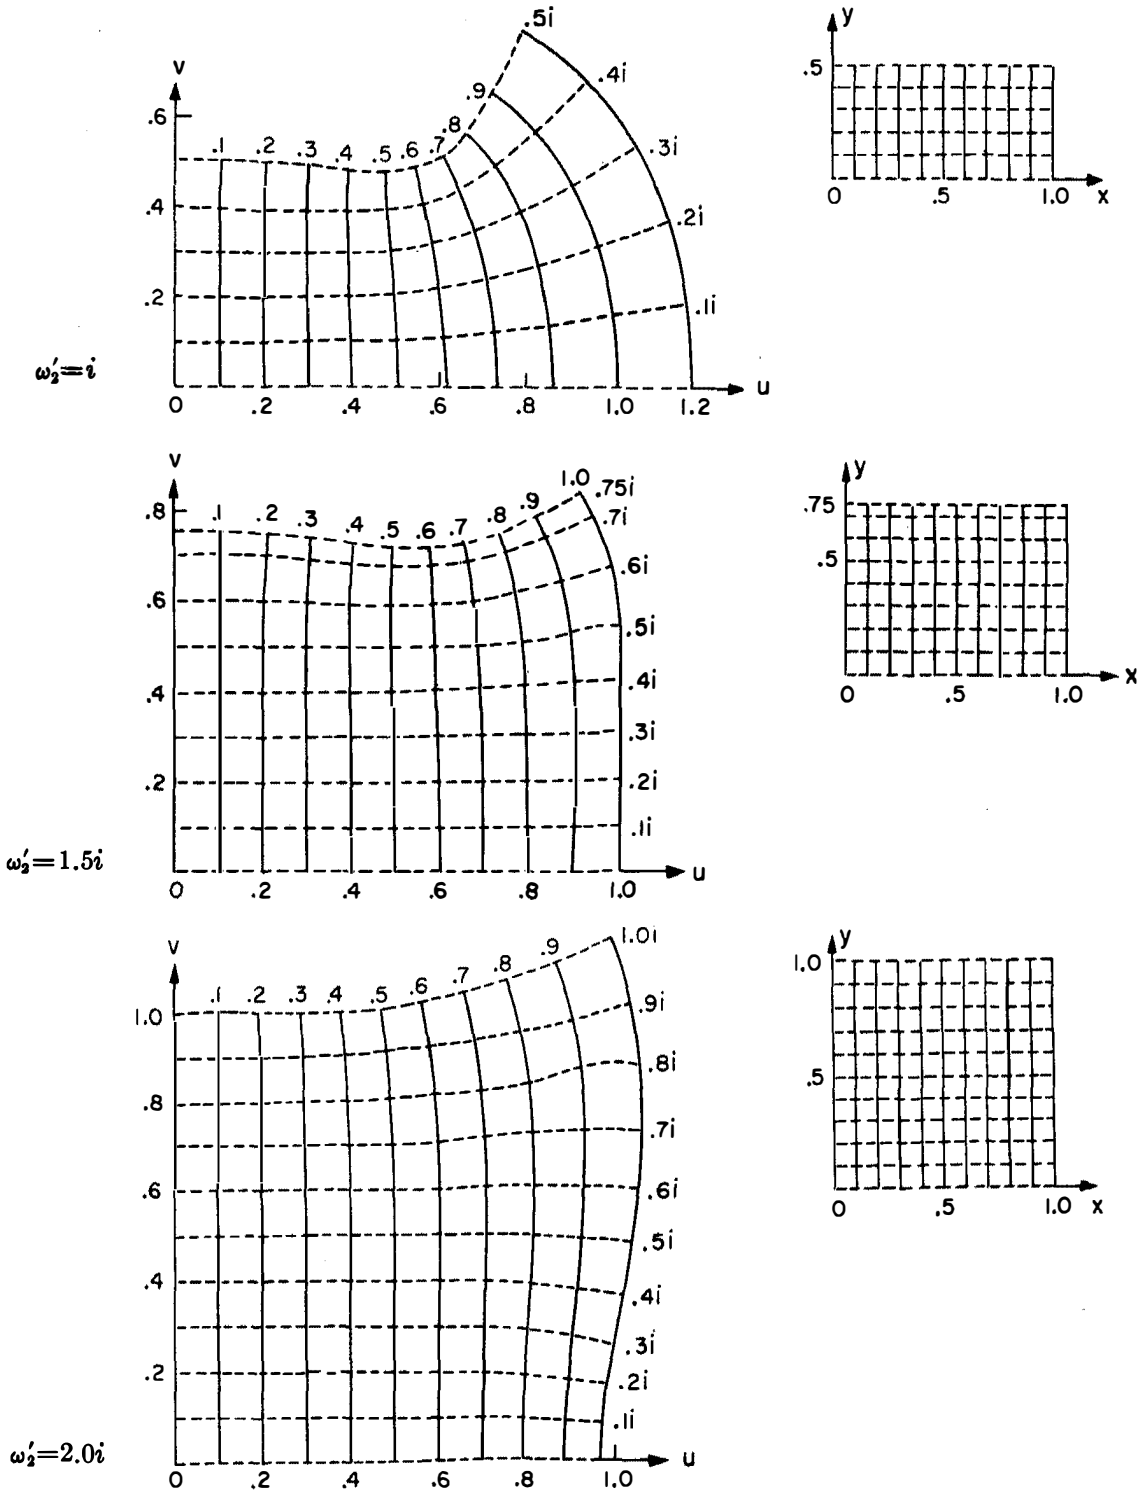 .5i
y
v
.4i
.9
.5
.8
.6
.1 .2 .3 .4 .5 .6 .7
.3i
0 .5 1.0 x
.4
.2i
.2
.1i
ω₂′=i
u
0 .2 .4 .6 .8 1.0 1.2
v
y
1.0
.75i
.9
.8
.1 .2 .3 .4 .5 .6 .7 .8
.7i
.75
.6i
.5
.6
.5i
.4
.4i
x
0 .5 1.0
.3i
.2
.2i
.1i
ω₂′=1.5i
u
0 .2 .4 .6 .8 1.0
v
y
1.0i
.9
.8
.7
.6
1.0
.1 .2 .3 .4 .5
1.0
.9i
.8i
.5
.8
.7i
.6
.6i
0 .5 1.0 x
.5i
.4
.4i
.3i
.2
.2i
.1i
ω₂′=2.0i
u
0 .2 .4 .6 .8 1.0